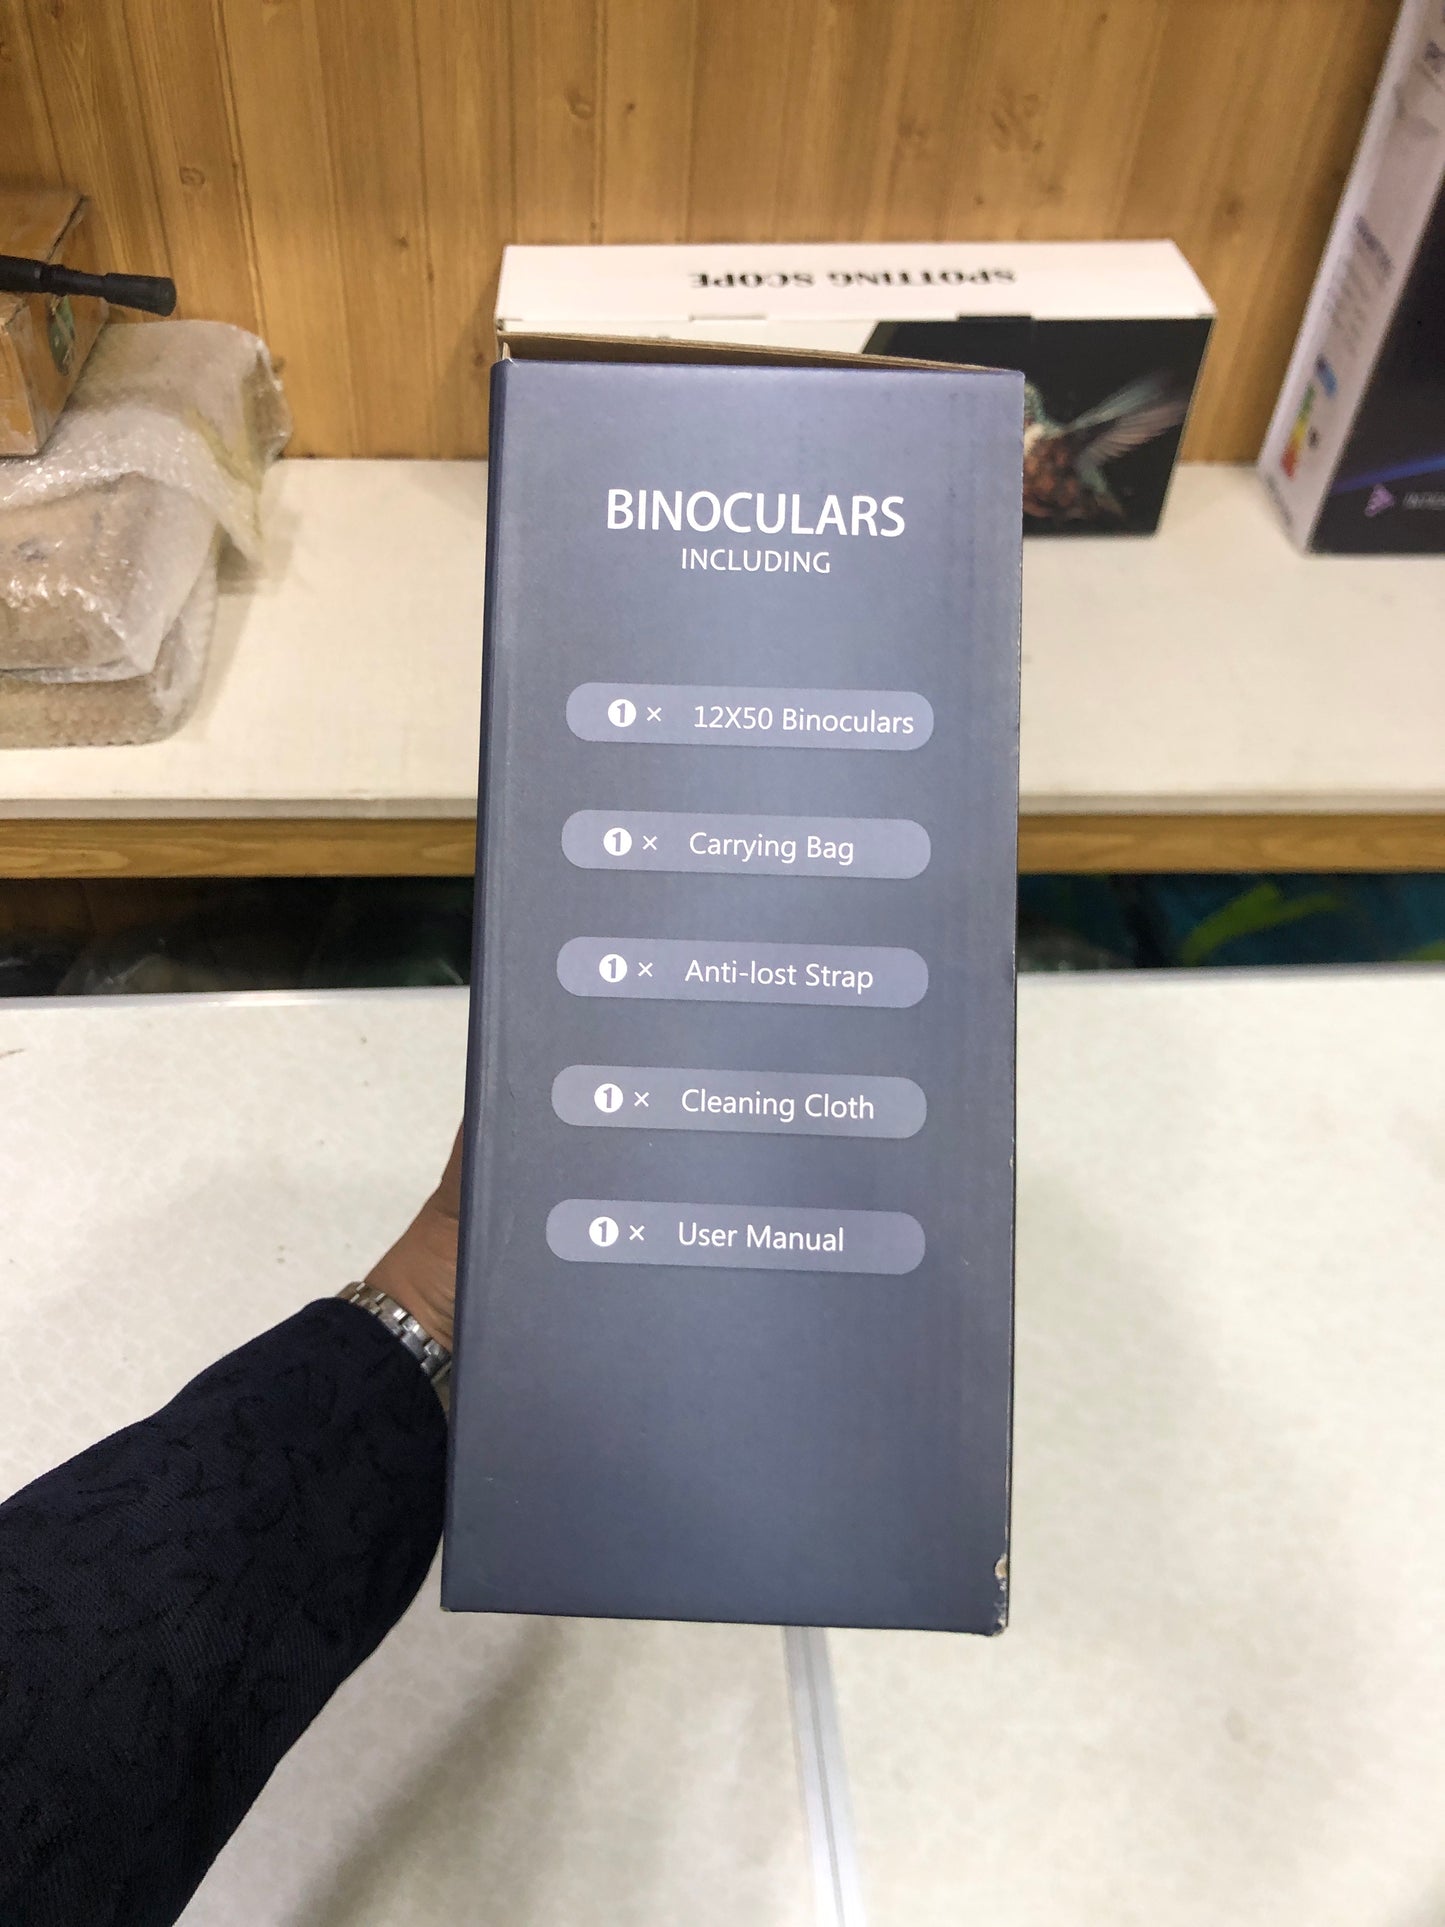 SPOTTING SCOPE
BINOCULARS
INCLUDING
1 × 12X50 Binoculars
1 × Carrying Bag
1 × Anti-lost Strap
1 × Cleaning Cloth
1 × User Manual